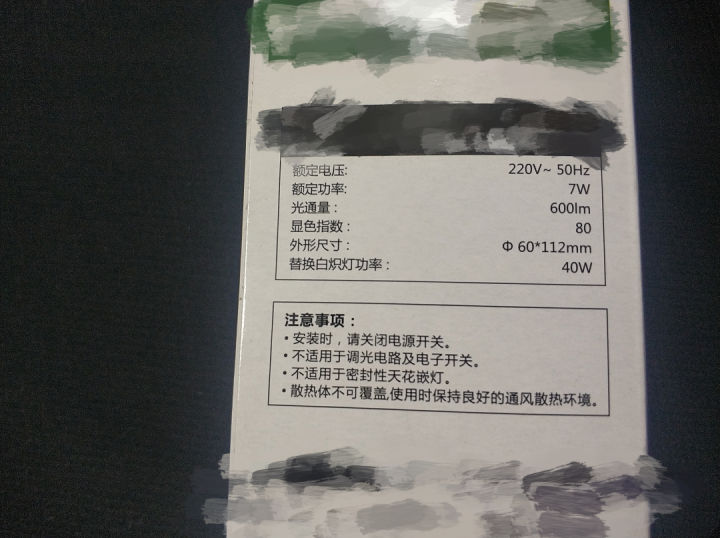 额定电压: 220V~ 50Hz
额定功率: 7W
光通量: 600lm
显色指数: 80
外形尺寸: Φ 60*112mm
替换白炽灯功率: 40W
注意事项:
•安装时，请关闭电源开关。
•不适用于调光电路及电子开关。
•不适用于密封性天花嵌灯。
•散热体不可覆盖,使用时保持良好的通风散热环境。